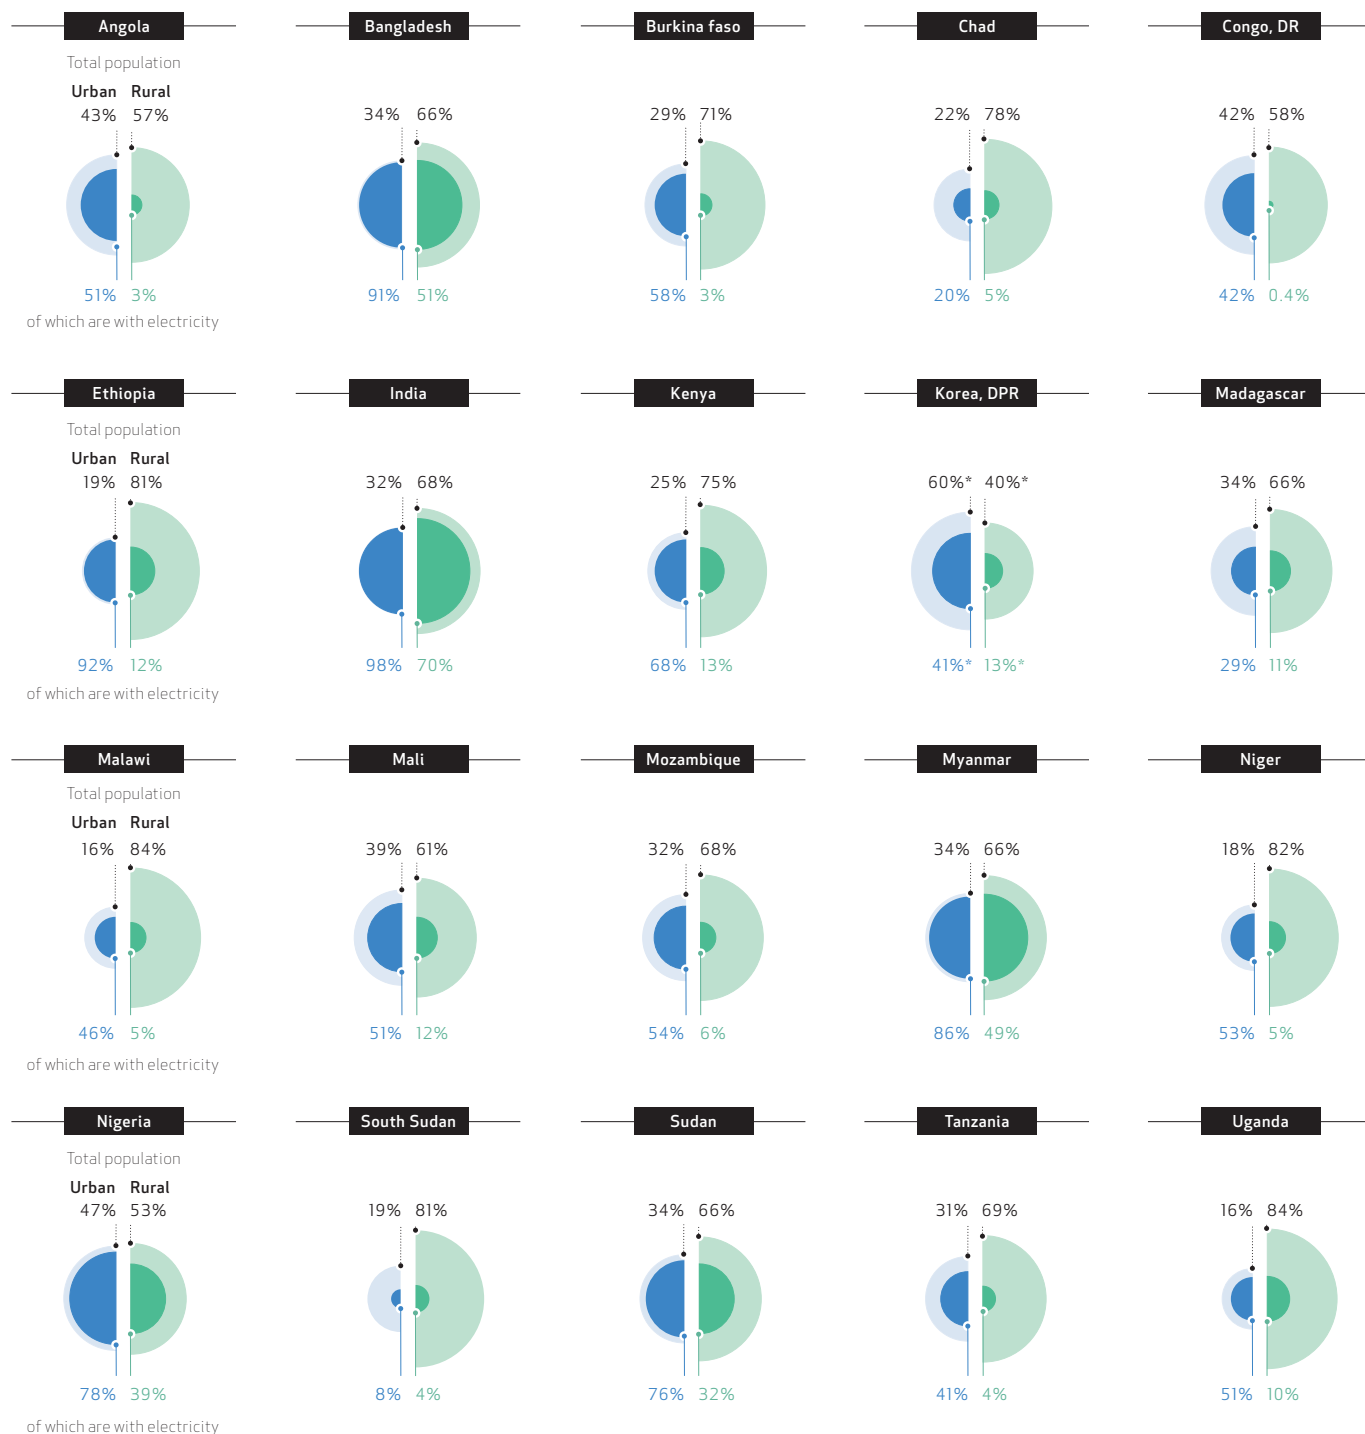 Angola
Bangladesh
Burkina faso
Chad
Congo, DR
Total population
Urban Rural
43% 57%
34% 66%
29% 71%
22% 78%
42% 58%
51% 3%
91% 51%
58% 3%
20% 5%
42% 0.4%
of which are with electricity
Ethiopia
India
Kenya
Korea, DPR
Madagascar
Total population
Urban Rural
19% 81%
32% 68%
25% 75%
60%* 40%*
34% 66%
92% 12%
98% 70%
68% 13%
41%* 13%*
29% 11%
of which are with electricity
Malawi
Mali
Mozambique
Myanmar
Niger
Total population
Urban Rural
16% 84%
39% 61%
32% 68%
34% 66%
18% 82%
46% 5%
51% 12%
54% 6%
86% 49%
53% 5%
of which are with electricity
Nigeria
South Sudan
Sudan
Tanzania
Uganda
Total population
Urban Rural
47% 53%
19% 81%
34% 66%
31% 69%
16% 84%
78% 39%
8% 4%
76% 32%
41% 4%
51% 10%
of which are with electricity